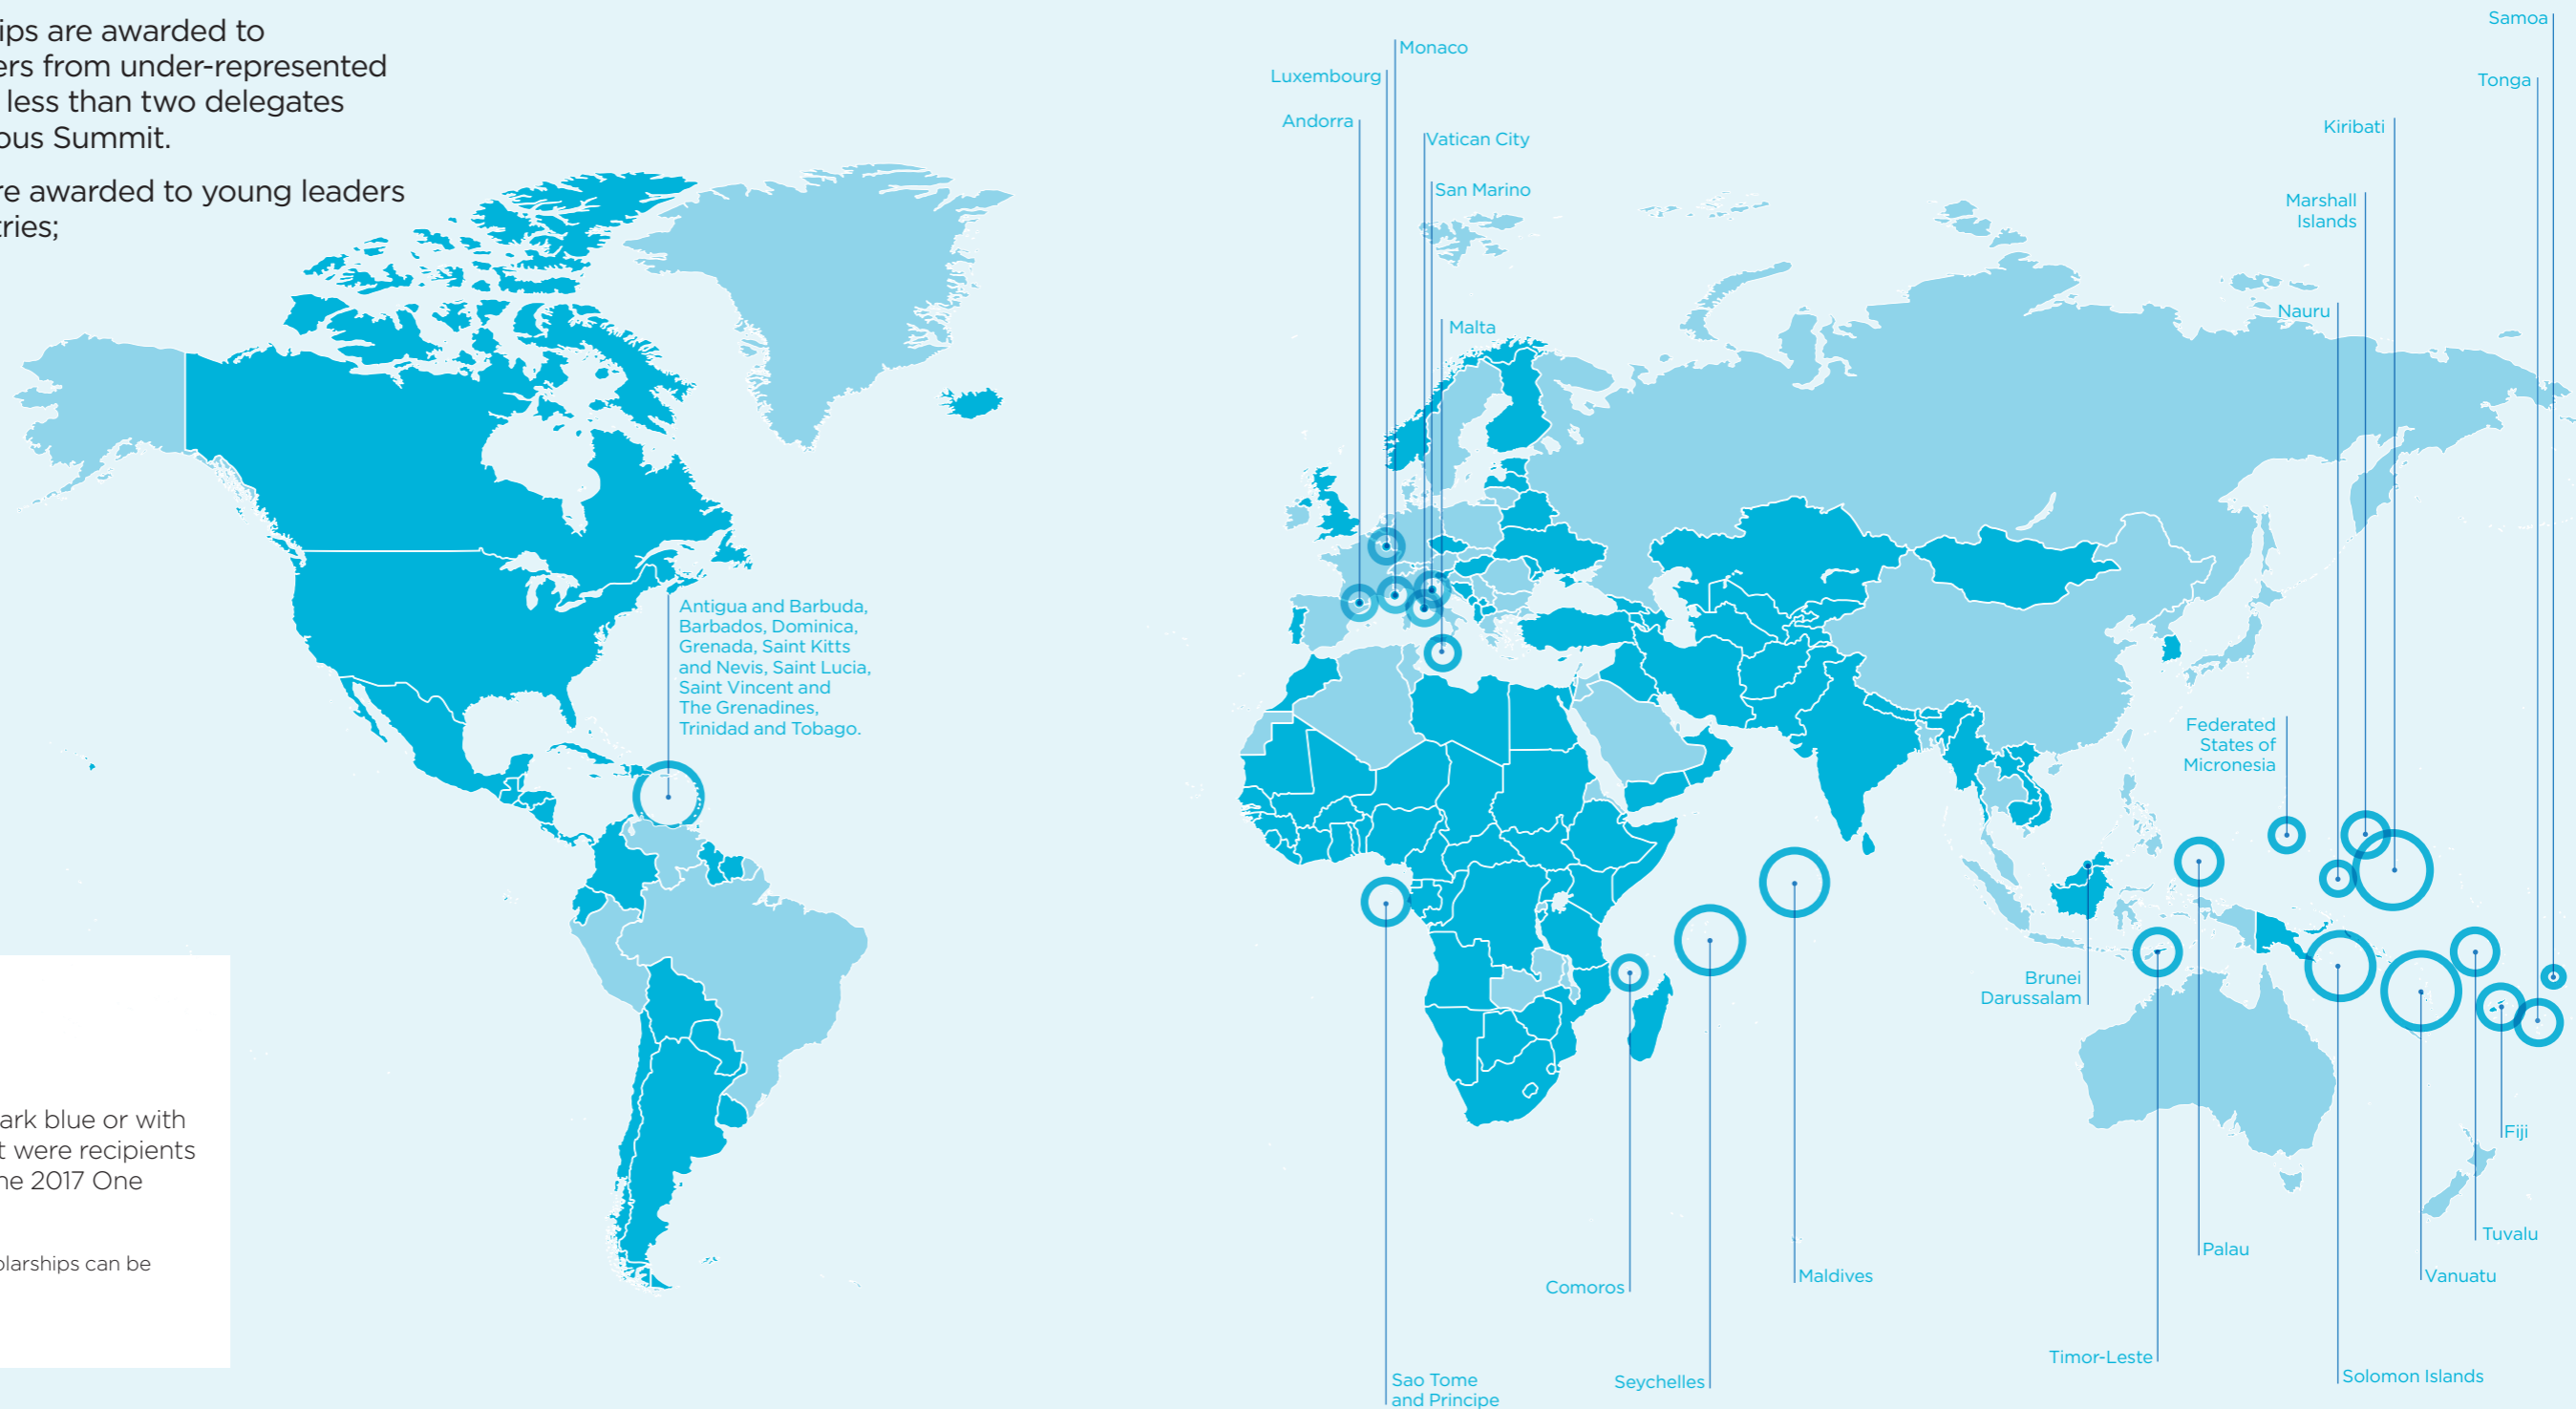 ips are awarded to
ers from under-represented
less than two delegates
ous Summit.
re awarded to young leaders
tries;
Monaco
Luxembourg
Andorra
Vatican City
San Marino
Malta
Samoa
Tonga
Kiribati
Marshall
Islands
Nauru
Antigua and Barbuda,
Barbados, Dominica,
Grenada, Saint Kitts
and Nevis, Saint Lucia,
Saint Vincent and
The Grenadines,
Trinidad and Tobago.
Federated
States of
Micronesia
Brunei
Darussalam
Fiji
Tuvalu
Palau
Vanuatu
Maldives
Comoros
Timor-Leste
Solomon Islands
Seychelles
Sao Tome
and Principe
ark blue or with
t were recipients
he 2017 One
olarships can be